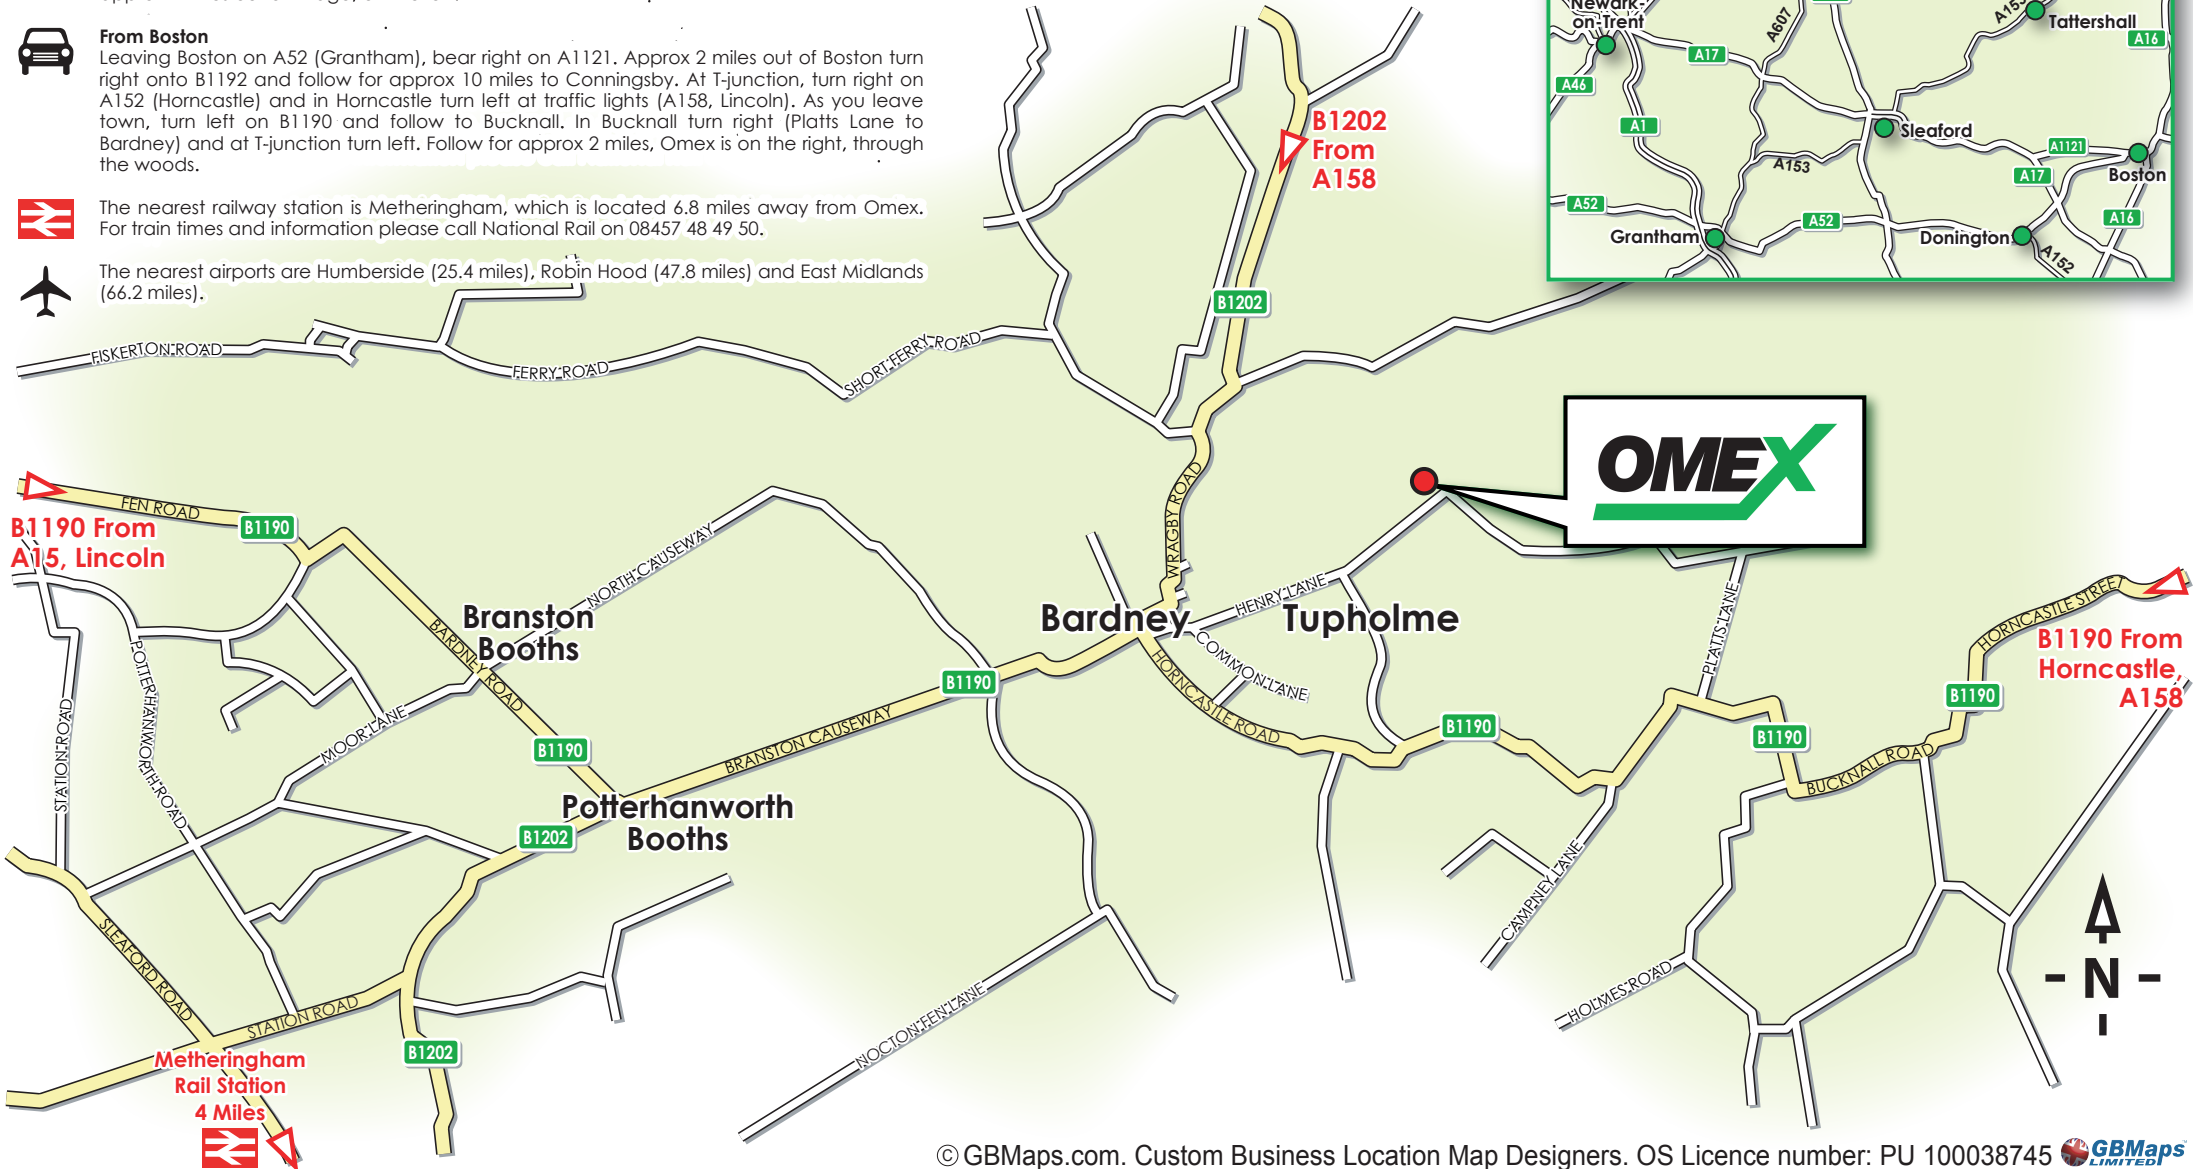 From Boston
Leaving Boston on A52 (Grantham), bear right on A1121. Approx 2 miles out of Boston turn
right onto B1192 and follow for approx 10 miles to Conningsby. At T-junction, turn right on
A152 (Horncastle) and in Horncastle turn left at traffic lights (A158, Lincoln). As you leave
town, turn left on B1190 and follow to Bucknall. In Bucknall turn right (Platts Lane to
Bardney) and at T-junction turn left. Follow for approx 2 miles, Omex is on the right, through
the woods.
The nearest railway station is Metheringham, which is located 6.8 miles away from Omex.
For train times and information please call National Rail on 08457 48 49 50.
The nearest airports are Humberside (25.4 miles), Robin Hood (47.8 miles) and East Midlands
(66.2 miles).
Newark-
on-Trent
A607
A153
Tattershall
A16
A17
A46
A1
Sleaford
A1121
A153
Boston
A17
A52
A52
A16
Grantham
Donington
A152
B1202
From
A158
B1202
FISKERTON ROAD
FERRY ROAD
SHORT FERRY ROAD
OMEX
FEN ROAD
B1190
B1190 From
A15, Lincoln
WRAGBY ROAD
NORTH CAUSEWAY
Branston
Booths
BARDNEY ROAD
Bardney
HENRY LANE
Tupholme
COMMON LANE
PLATTS LANE
HORNCASTLE STREET
B1190 From
Horncastle,
A158
POTTERHANWORTH ROAD
STATION ROAD
MOOR LANE
B1190
B1190
BRANSTON CAUSEWAY
HORNCASTLE ROAD
B1190
B1190
B1190
BUCKNALL ROAD
Potterhanworth
Booths
B1202
CAMPNEY LANE
SLEAFORD ROAD
STATION ROAD
NOCTON FEN LANE
HOLMES ROAD
N
B1202
Metheringham
Rail Station
4 Miles
© GBMaps.com. Custom Business Location Map Designers. OS Licence number: PU 100038745
GBMaps
LIMITED